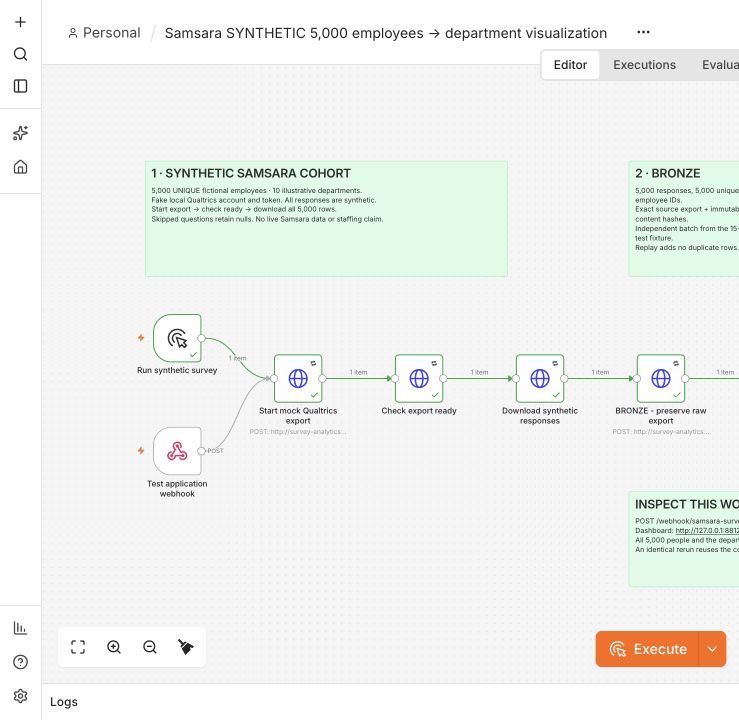 Personal / Samsara SYNTHETIC 5,000 employees → department visualization ...
Editor Executions Evalua
1 · SYNTHETIC SAMSARA COHORT
5,000 UNIQUE fictional employees · 10 illustrative departments.
Fake local Qualtrics account and token. All responses are synthetic.
Start export → check ready → download all 5,000 rows.
Skipped questions retain nulls. No live Samsara data or staffing claim.
2 · BRONZE
5,000 responses, 5,000 unique
employee IDs.
Exact source export + immutab
content hashes.
Independent batch from the 15-
test fixture.
Replay adds no duplicate rows.
Run synthetic survey
1 item
Start mock Qualtrics
export
POST: http://survey-analytics...
1 item
Check export ready
1 item
Download synthetic
responses
1 item
BRONZE - preserve raw
export
POST: http://survey-analytics...
1 item
POST
Test application
webhook
INSPECT THIS WO
POST /webhook/samsara-surve
Dashboard: http://127.0.0.1:8812
All 5,000 people and the depar
An identical rerun reuses the co
Execute
Logs